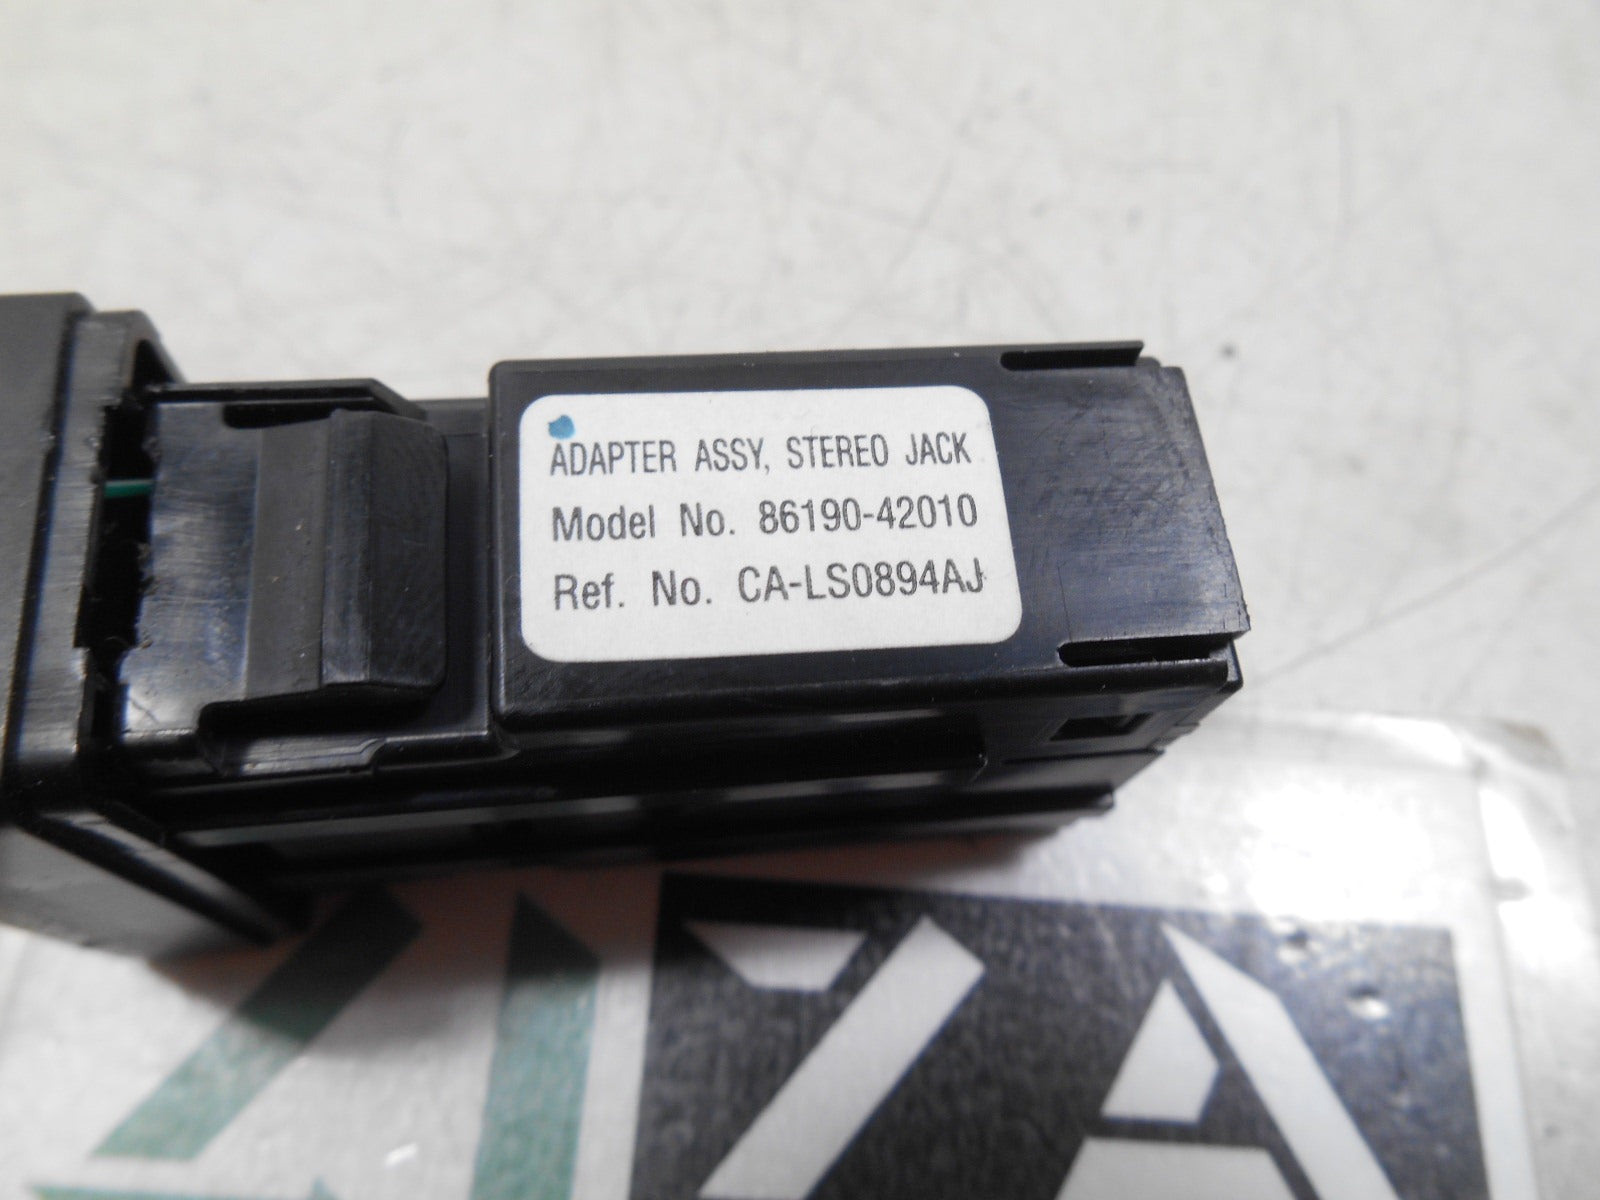 ADAPTER ASSY, STEREO JACK
Model No. 86190-42010
Ref. No. CA-LS0894AJ